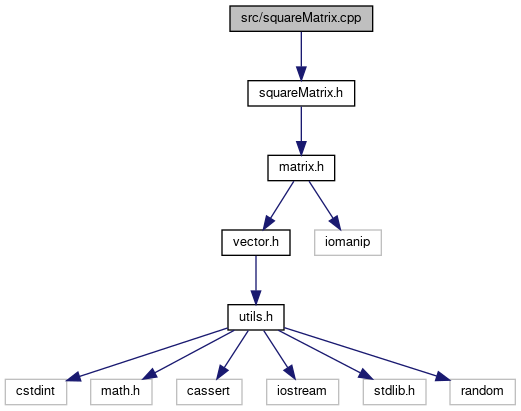 src/squareMatrix.cpp
squareMatrix.h
matrix.h
vector.h
iomanip
utils.h
cstdint
math.h
cassert
iostream
stdlib.h
random